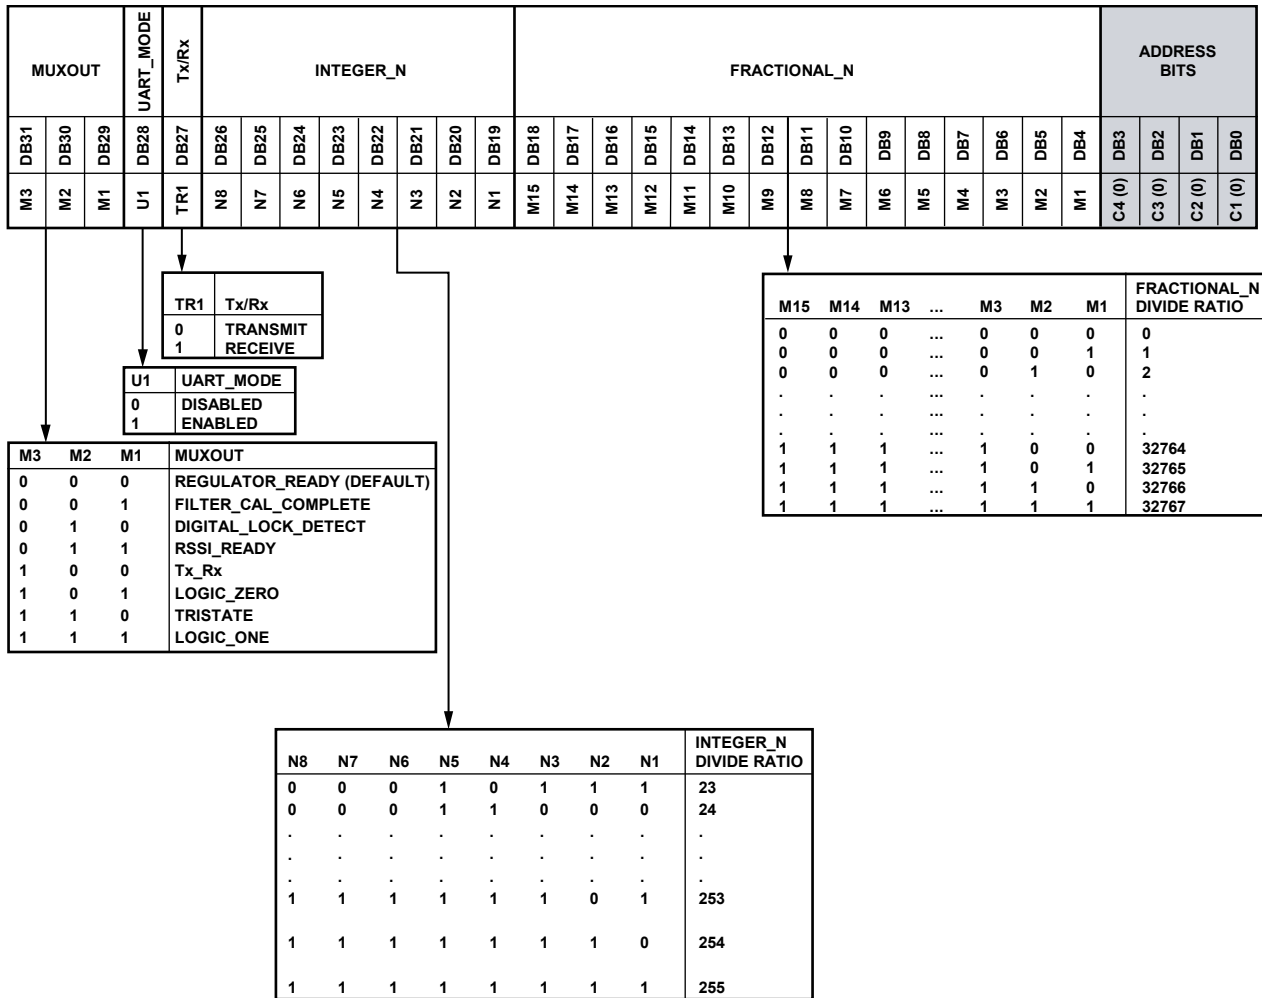 MUXOUT UART_MODE Tx/Rx INTEGER_N FRACTIONAL_N ADDRESS
BITS
DB31 DB30 DB29 DB28 DB27 DB26 DB25 DB24 DB23 DB22 DB21 DB20 DB19 DB18 DB17 DB16 DB15 DB14 DB13 DB12 DB11 DB10 DB9 DB8 DB7 DB6 DB5 DB4 DB3 DB2 DB1 DB0
M3 M2 M1 U1 TR1 N8 N7 N6 N5 N4 N3 N2 N1 M15 M14 M13 M12 M11 M10 M9 M8 M7 M6 M5 M4 M3 M2 M1 C4 (0) C3 (0) C2 (0) C1 (0)
TR1 Tx/Rx
0 TRANSMIT
1 RECEIVE
U1 UART_MODE
0 DISABLED
1 ENABLED
M3 M2 M1 MUXOUT
0 0 0 REGULATOR_READY (DEFAULT)
0 0 1 FILTER_CAL_COMPLETE
0 1 0 DIGITAL_LOCK_DETECT
0 1 1 RSSI_READY
1 0 0 Tx_Rx
1 0 1 LOGIC_ZERO
1 1 0 TRISTATE
1 1 1 LOGIC_ONE
FRACTIONAL_N
M15 M14 M13 ... M3 M2 M1 DIVIDE RATIO
0 0 0 ... 0 0 0 0
0 0 0 ... 0 0 1 1
0 0 0 ... 0 1 0 2
. . . ... . . . .
. . . ... . . . .
. . . ... . . . .
1 1 1 ... 1 0 0 32764
1 1 1 ... 1 0 1 32765
1 1 1 ... 1 1 0 32766
1 1 1 ... 1 1 1 32767
INTEGER_N
N8 N7 N6 N5 N4 N3 N2 N1 DIVIDE RATIO
0 0 0 1 0 1 1 1 23
0 0 0 1 1 0 0 0 24
. . . . . . . . .
. . . . . . . . .
. . . . . . . . .
1 1 1 1 1 1 0 1 253
1 1 1 1 1 1 1 0 254
1 1 1 1 1 1 1 1 255